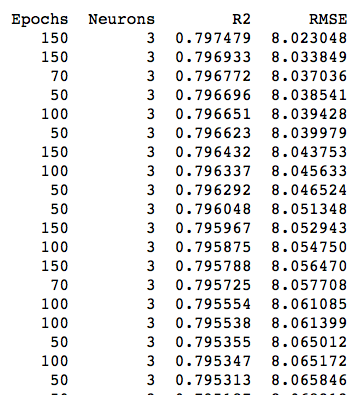 Epochs Neurons R2 RMSE
150 3 0.797479 8.023048
150 3 0.796933 8.033849
70 3 0.796772 8.037036
50 3 0.796696 8.038541
100 3 0.796651 8.039428
50 3 0.796623 8.039979
150 3 0.796432 8.043753
100 3 0.796337 8.045633
50 3 0.796292 8.046524
50 3 0.796048 8.051348
150 3 0.795967 8.052943
100 3 0.795875 8.054750
150 3 0.795788 8.056470
70 3 0.795725 8.057708
100 3 0.795554 8.061085
100 3 0.795538 8.061399
50 3 0.795355 8.065012
100 3 0.795347 8.065172
50 3 0.795313 8.065846